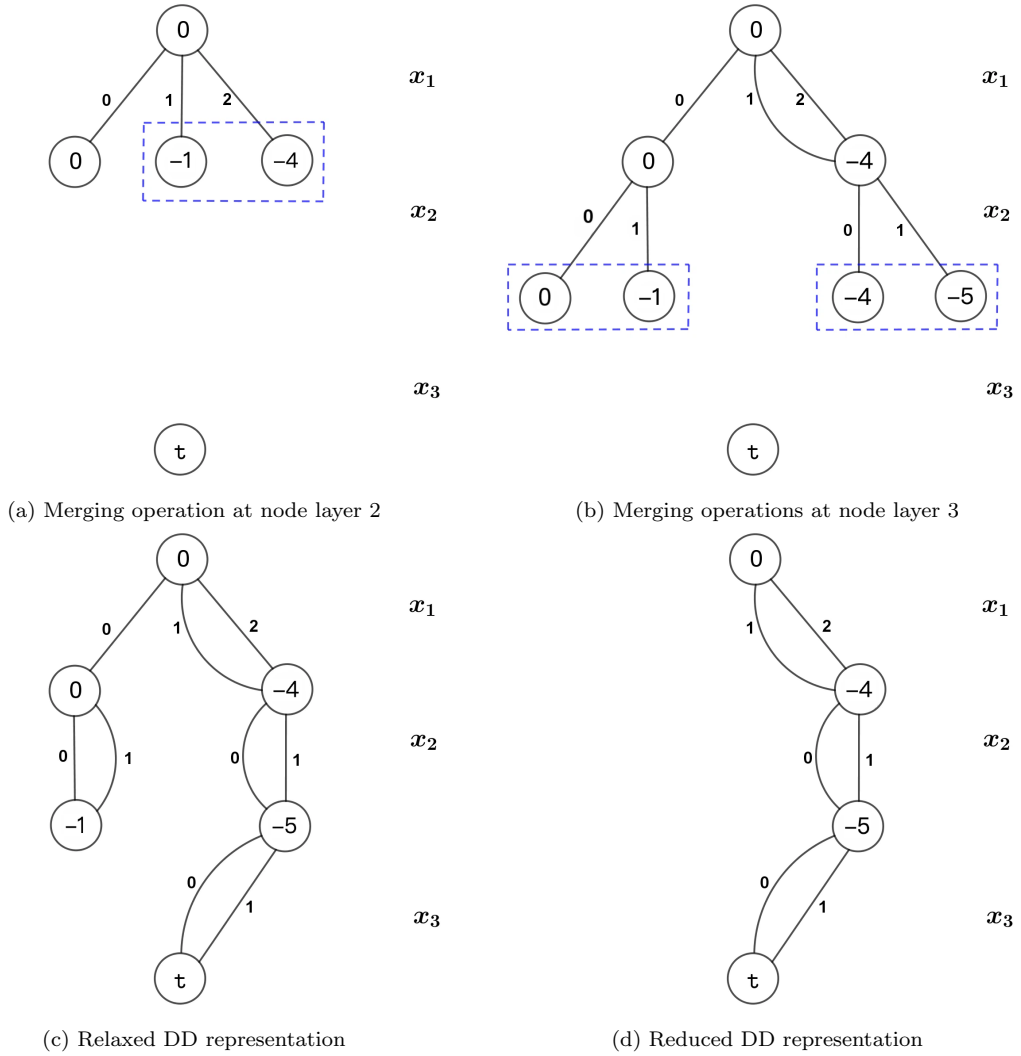 0
0 1 2 x₁
0 −1 −4
x₂
x₃
t
(a) Merging operation at node layer 2
0
0 1 2 x₁
0 −4
0 1 0 1 x₂
0 −1 −4 −5
x₃
t
(b) Merging operations at node layer 3
0
0 1 2 x₁
0 −4
0 1 0 1 x₂
−1 −5
0 1 x₃
t
(c) Relaxed DD representation
0
1 2 x₁
−4
0 1 x₂
−5
0 1 x₃
t
(d) Reduced DD representation